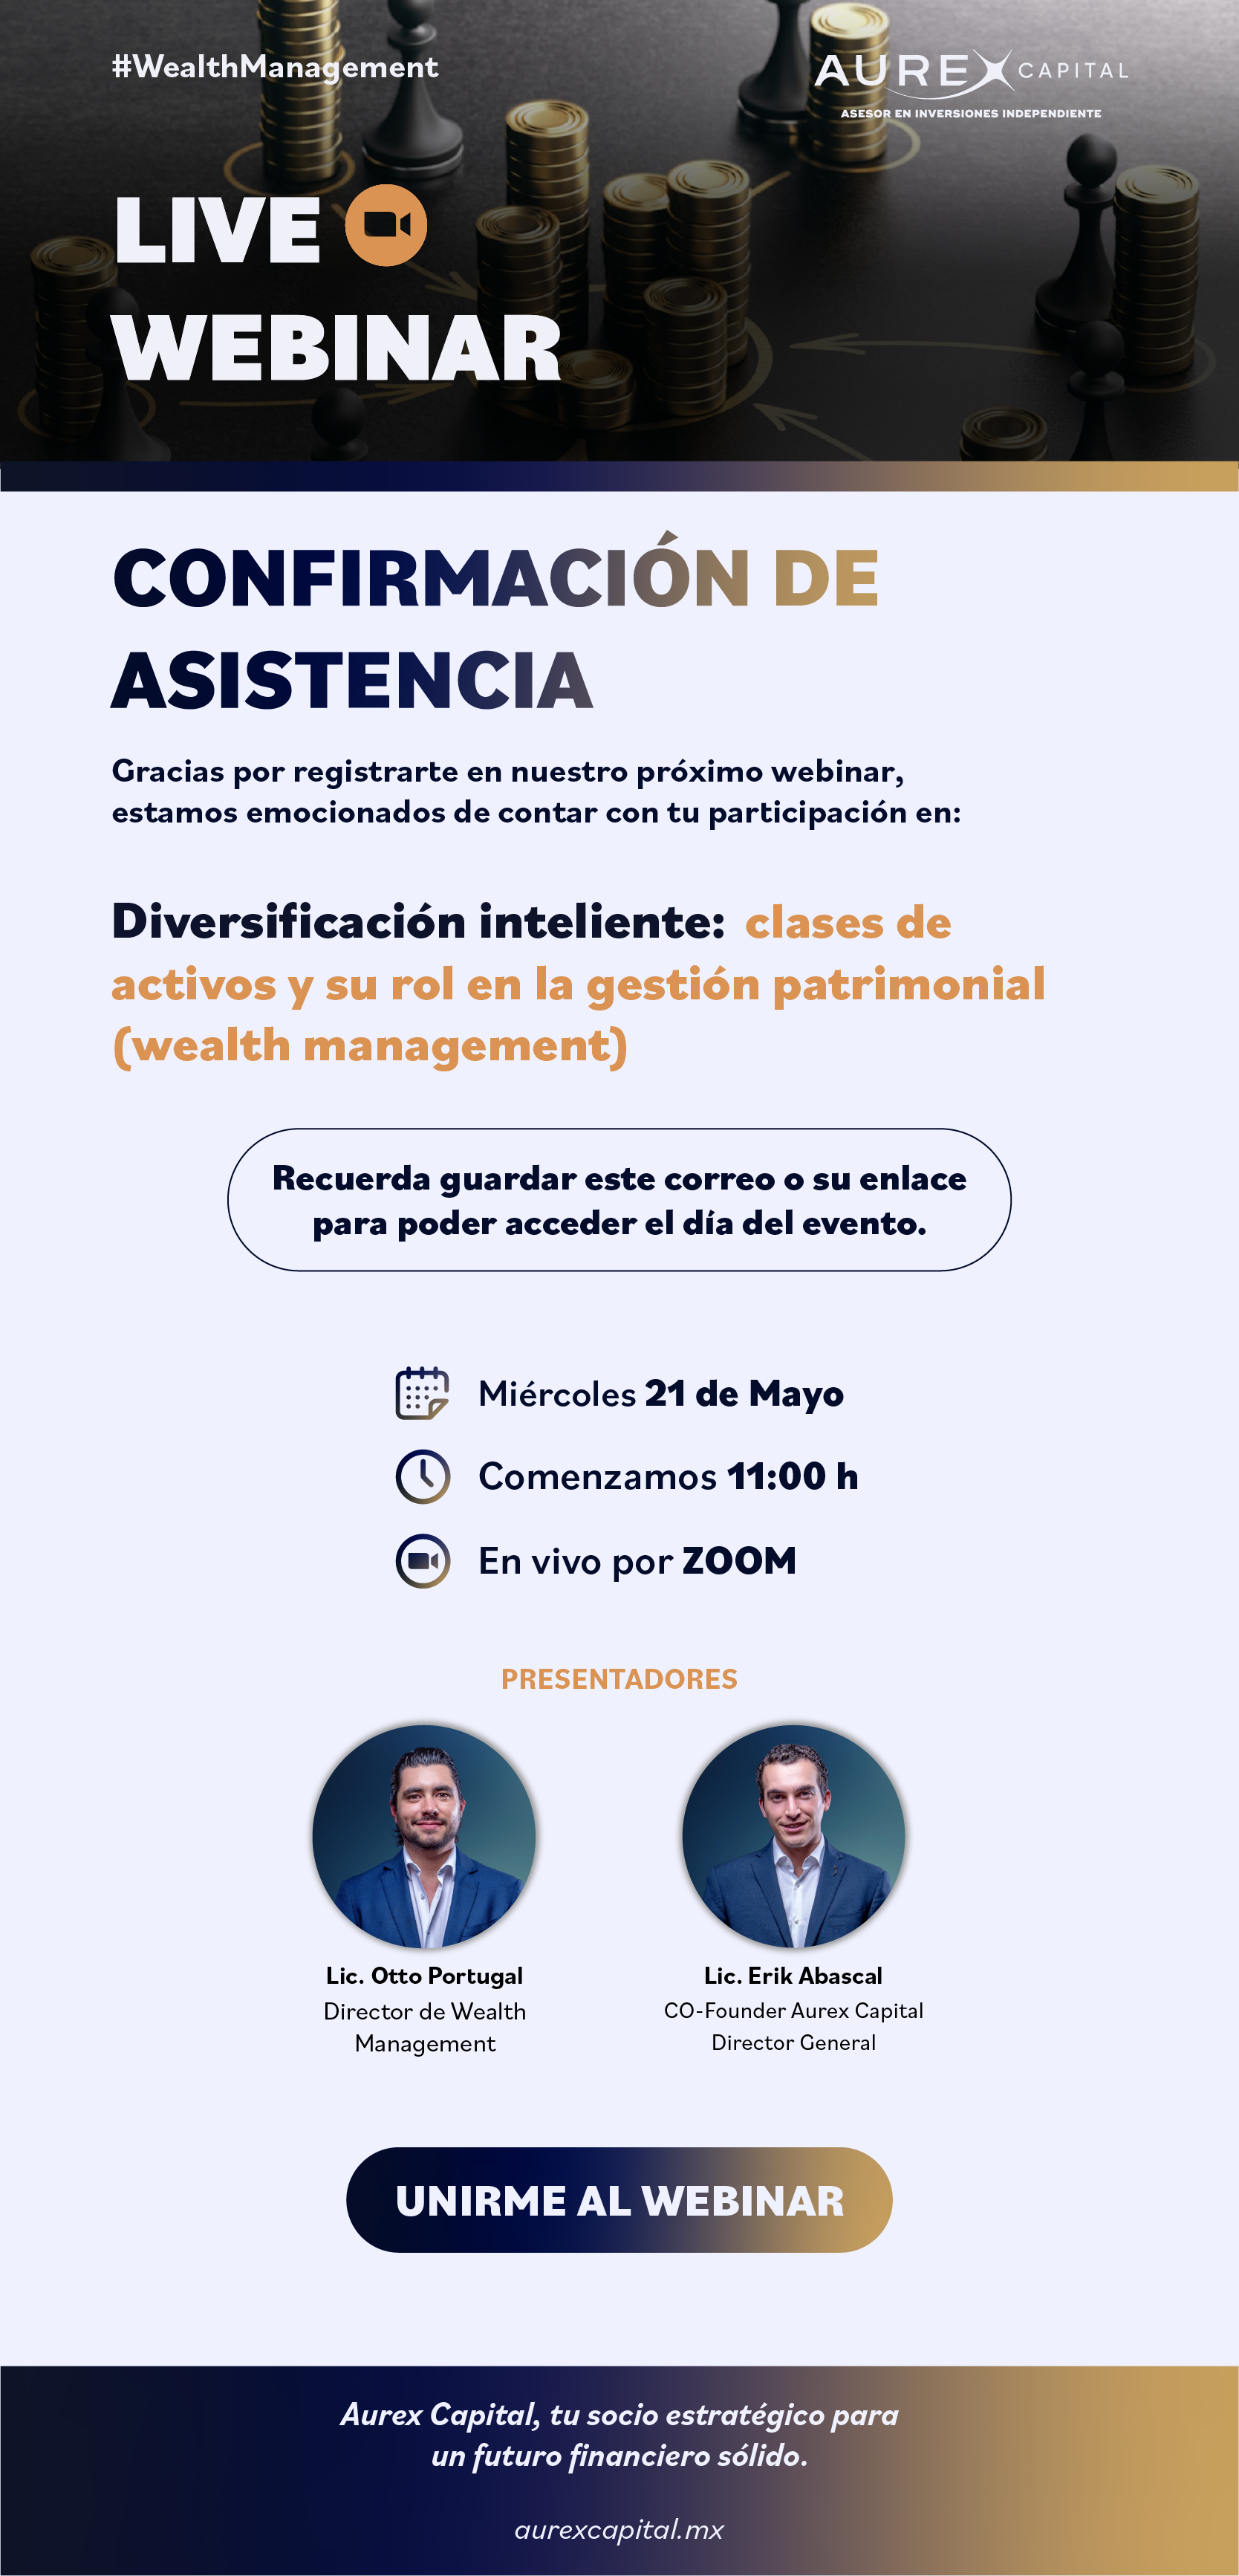 #WealthManagement
AUREX CAPITAL
ASESOR EN INVERSIONES INDEPENDIENTE
LIVE
WEBINAR
CONFIRMACIÓN DE
ASISTENCIA
Gracias por registrarte en nuestro próximo webinar,
estamos emocionados de contar con tu participación en:
Diversificación inteliente: clases de
activos y su rol en la gestión patrimonial
(wealth management)
Recuerda guardar este correo o su enlace
para poder acceder el día del evento.
Miércoles 21 de Mayo
Comenzamos 11:00 h
En vivo por ZOOM
PRESENTADORES
Lic. Otto Portugal
Director de Wealth
Management
Lic. Erik Abascal
CO-Founder Aurex Capital
Director General
UNIRME AL WEBINAR
Aurex Capital, tu socio estratégico para
un futuro financiero sólido.
aurexcapital.mx